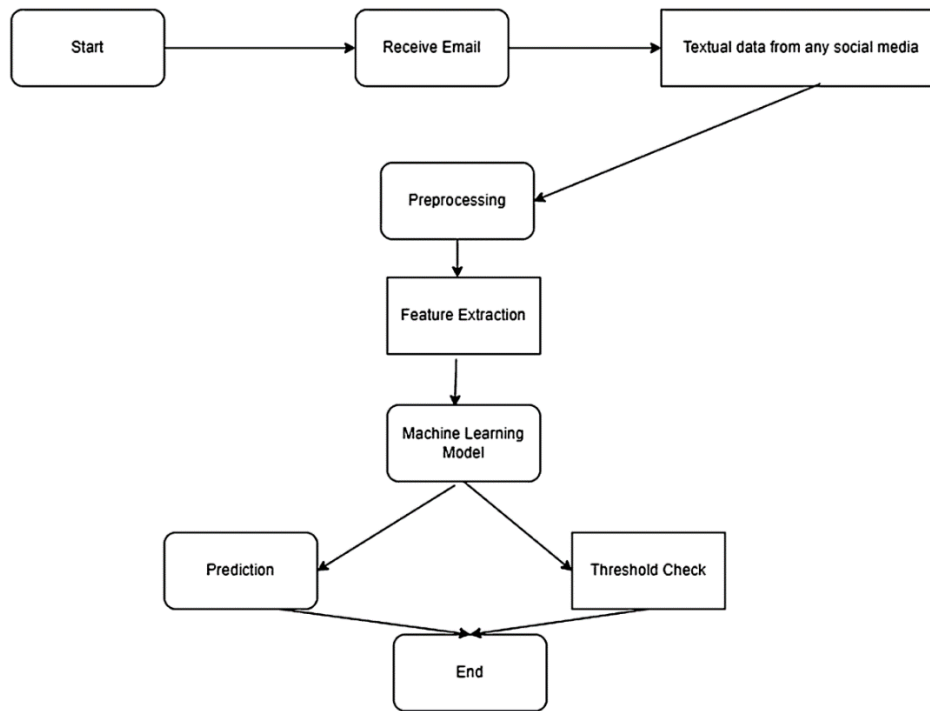 Start
Receive Email
Textual data from any social media
Preprocessing
Feature Extraction
Machine Learning
Model
Prediction
Threshold Check
End